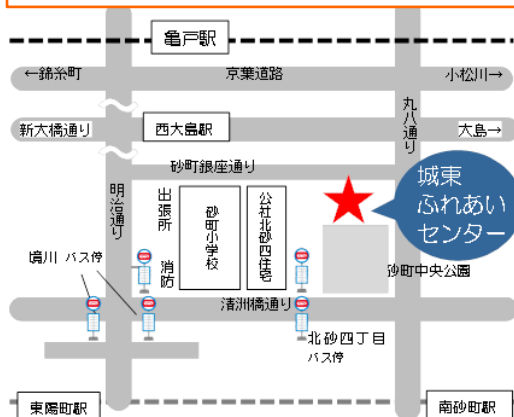 亀戸駅
←錦糸町
京葉道路
小松川→
新大橋通り
西大島駅
丸八通り
大島→
砂町銀座通り
明治通り
出張所
消防
砂町小学校
公社北砂四住宅
城東
ふれあい
センター
境川 バス停
砂町中央公園
清洲橋通り
北砂四丁目
バス停
東陽町駅
南砂町駅